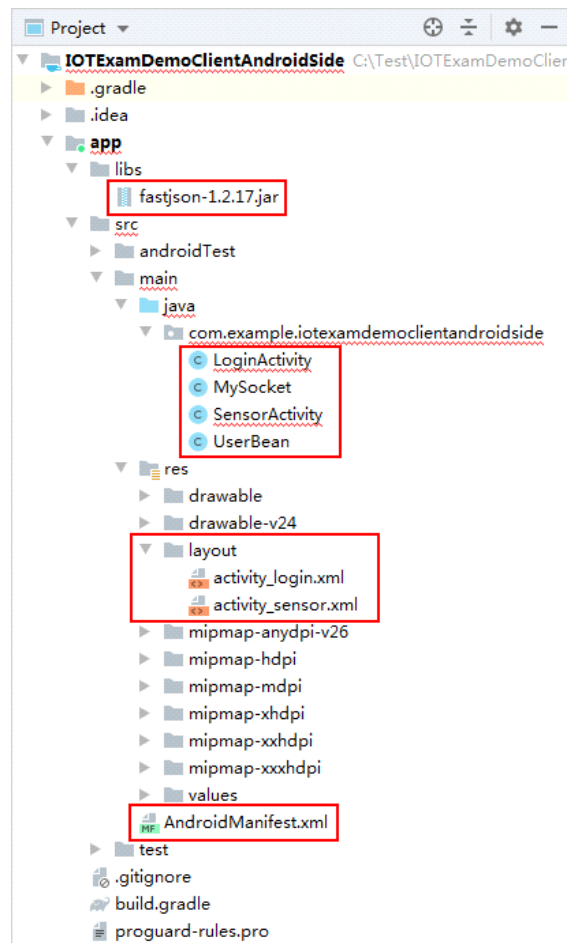 Project
IOTExamDemoClientAndroidSide C:\Test\IOTExamDemoClier
.gradle
.idea
app
libs
fastjson-1.2.17.jar
src
androidTest
main
java
com.example.iotexamdemoclientandroidside
C LoginActivity
C MySocket
C SensorActivity
C UserBean
res
drawable
drawable-v24
layout
activity_login.xml
activity_sensor.xml
mipmap-anydpi-v26
mipmap-hdpi
mipmap-mdpi
mipmap-xhdpi
mipmap-xxhdpi
mipmap-xxxhdpi
values
MF AndroidManifest.xml
test
.gitignore
build.gradle
proguard-rules.pro